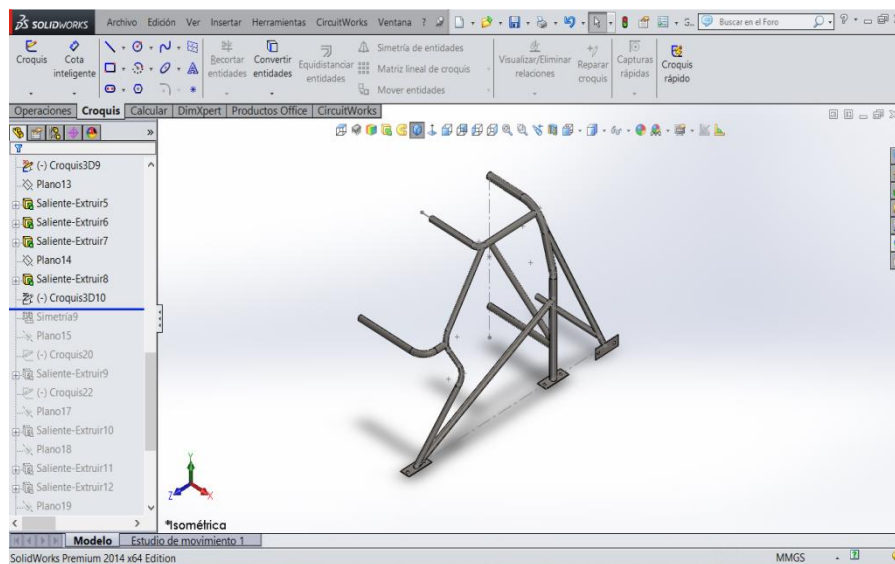 SOLIDWORKS Archivo Edición Ver Insertar Herramientas CircuitWorks Ventana ? Buscar en el Foro
Croquis
Cota inteligente
Recortar entidades
Convertir entidades
Equidistanciar entidades
Simetría de entidades
Matriz lineal de croquis
Mover entidades
Visualizar/Eliminar relaciones
Reparar croquis
Capturas rápidas
Croquis rápido
Operaciones Croquis Calcular DimXpert Productos Office CircuitWorks
(-) Croquis3D9
Plano13
Saliente-Extruir5
Saliente-Extruir6
Saliente-Extruir7
Plano14
Saliente-Extruir8
(-) Croquis3D10
Simetría9
Plano15
(-) Croquis20
Saliente-Extruir9
(-) Croquis22
Plano17
Saliente-Extruir10
Plano18
Saliente-Extruir11
Saliente-Extruir12
Plano19
Y
Z
X
*Isométrica
Modelo Estudio de movimiento 1
SolidWorks Premium 2014 x64 Edition MMGS